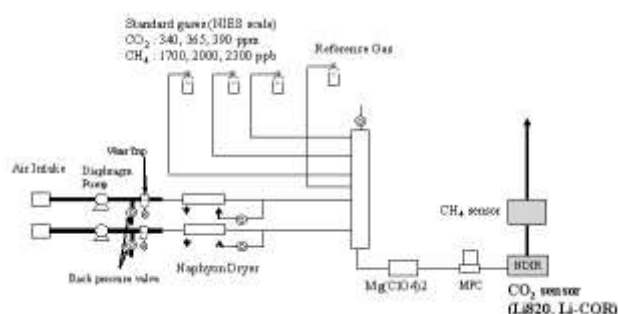 Standard gases (NIES scale)
CO2 : 340, 365, 390 ppm
CH4 : 1700, 2000, 2300 ppb
Reference Gas
Water Trap
Air Intake
Diaphragm
Pump
CH4 sensor
Back pressure valve
Naphyon Dryer
Mg(ClO4)2
MFC
NDIR
CO2 sensor
(Li820, Li-COR)